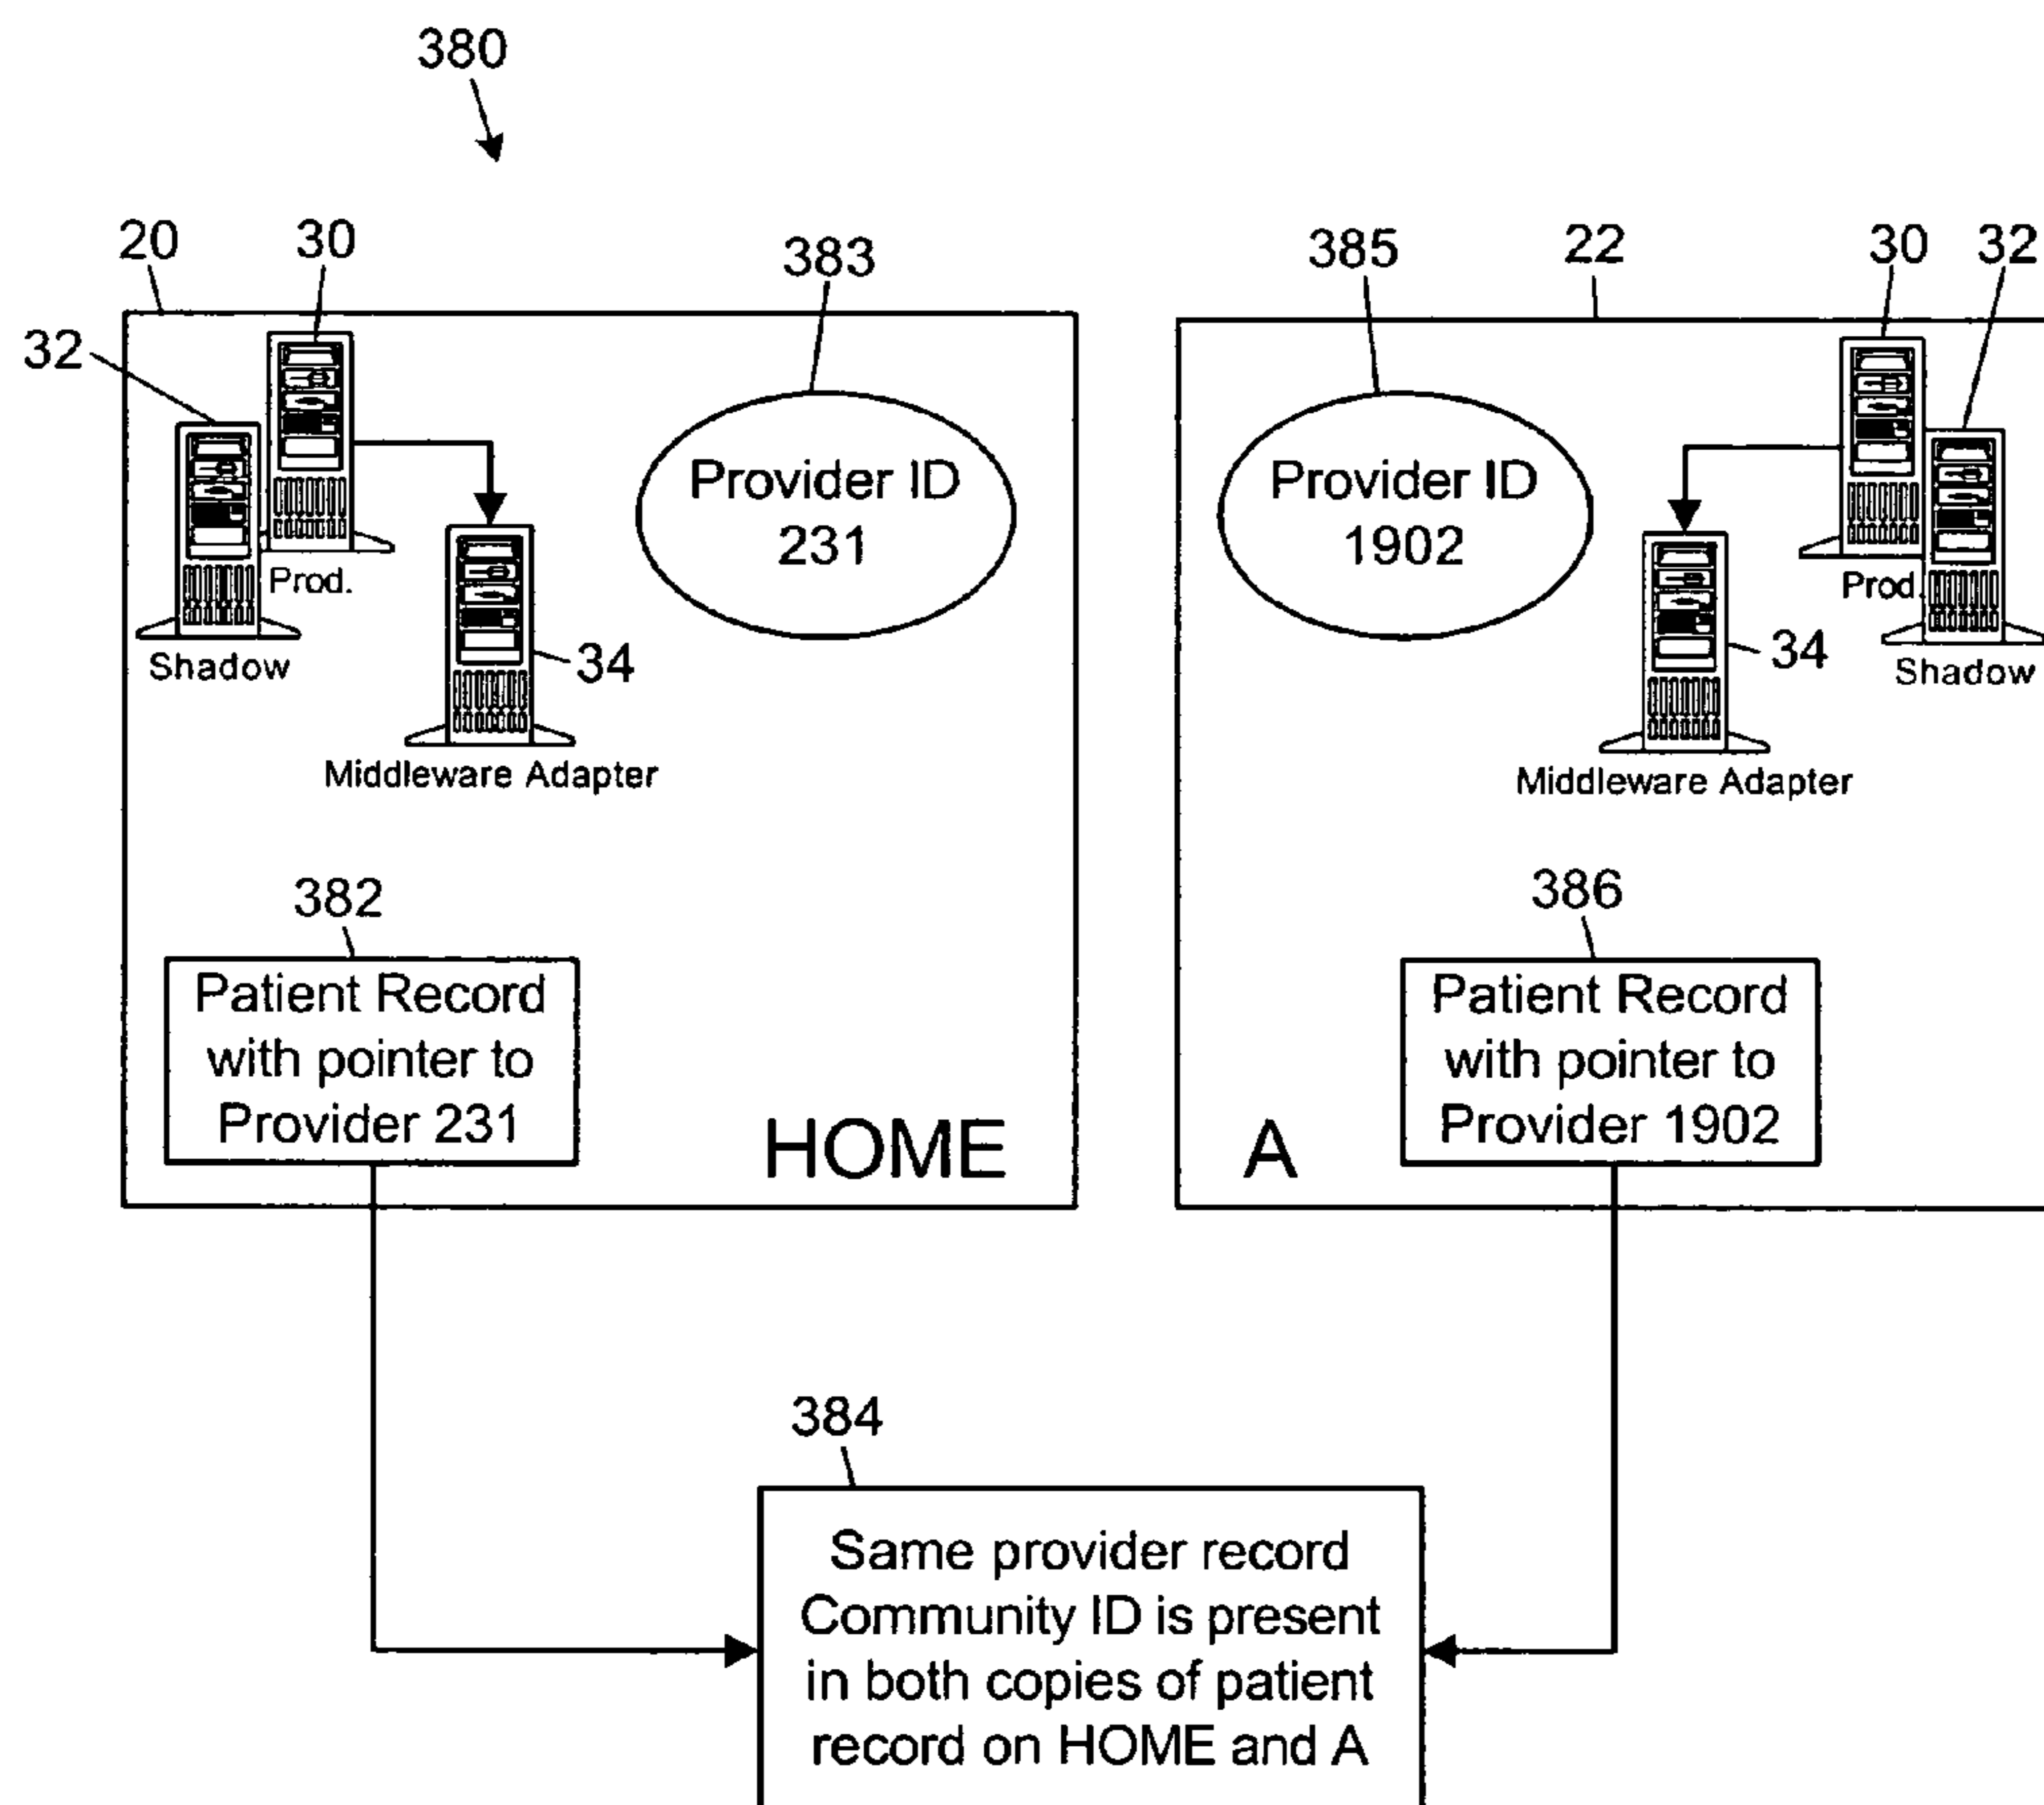 380
20
30
383
385
22
30
32
32
Provider ID
231
Provider ID
1902
Prod.
Prod.
Shadow
34
34
Shadow
Middleware Adapter
Middleware Adapter
382
386
Patient Record
with pointer to
Provider 231
HOME
A
Patient Record
with pointer to
Provider 1902
384
Same provider record
Community ID is present
in both copies of patient
record on HOME and A